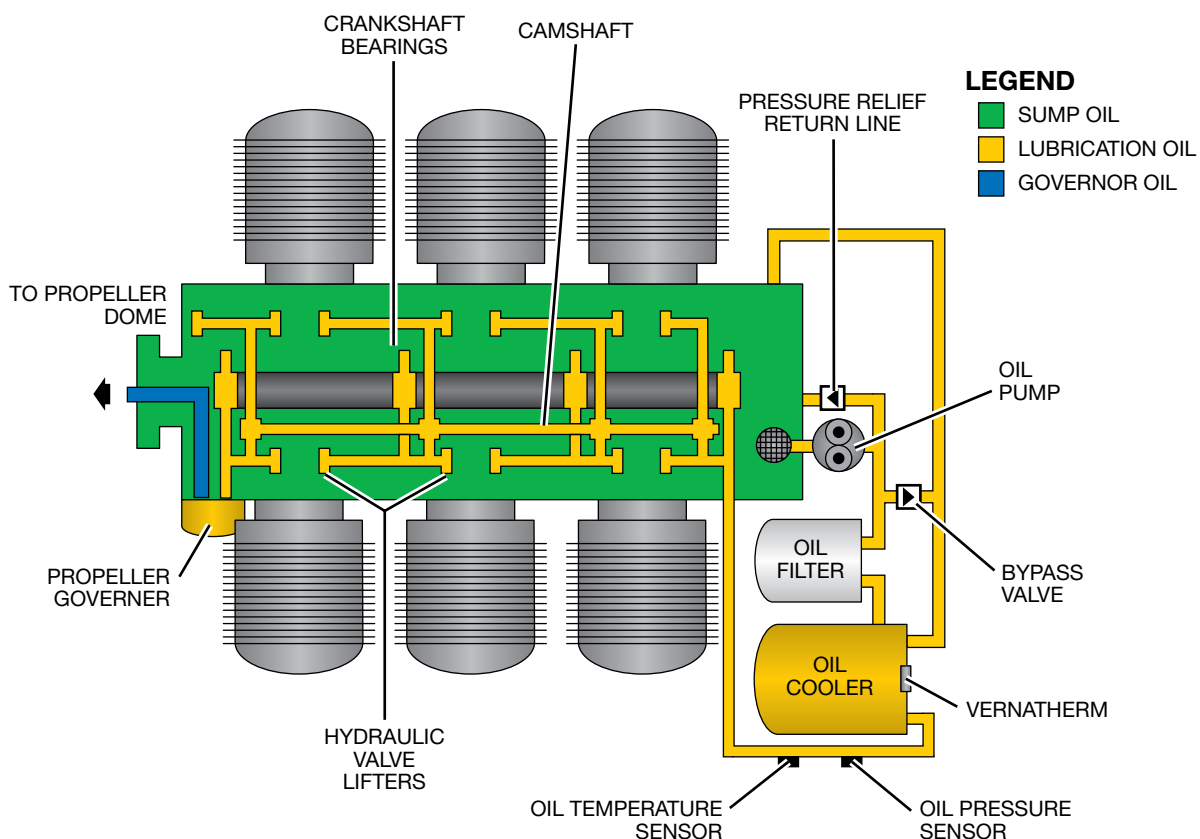 CRANKSHAFT
BEARINGS
CAMSHAFT
PRESSURE RELIEF
RETURN LINE
LEGEND
SUMP OIL
LUBRICATION OIL
GOVERNOR OIL
TO PROPELLER
DOME
OIL
PUMP
OIL
FILTER
BYPASS
VALVE
PROPELLER
GOVERNER
OIL
COOLER
VERNATHERM
HYDRAULIC
VALVE
LIFTERS
OIL TEMPERATURE
SENSOR
OIL PRESSURE
SENSOR